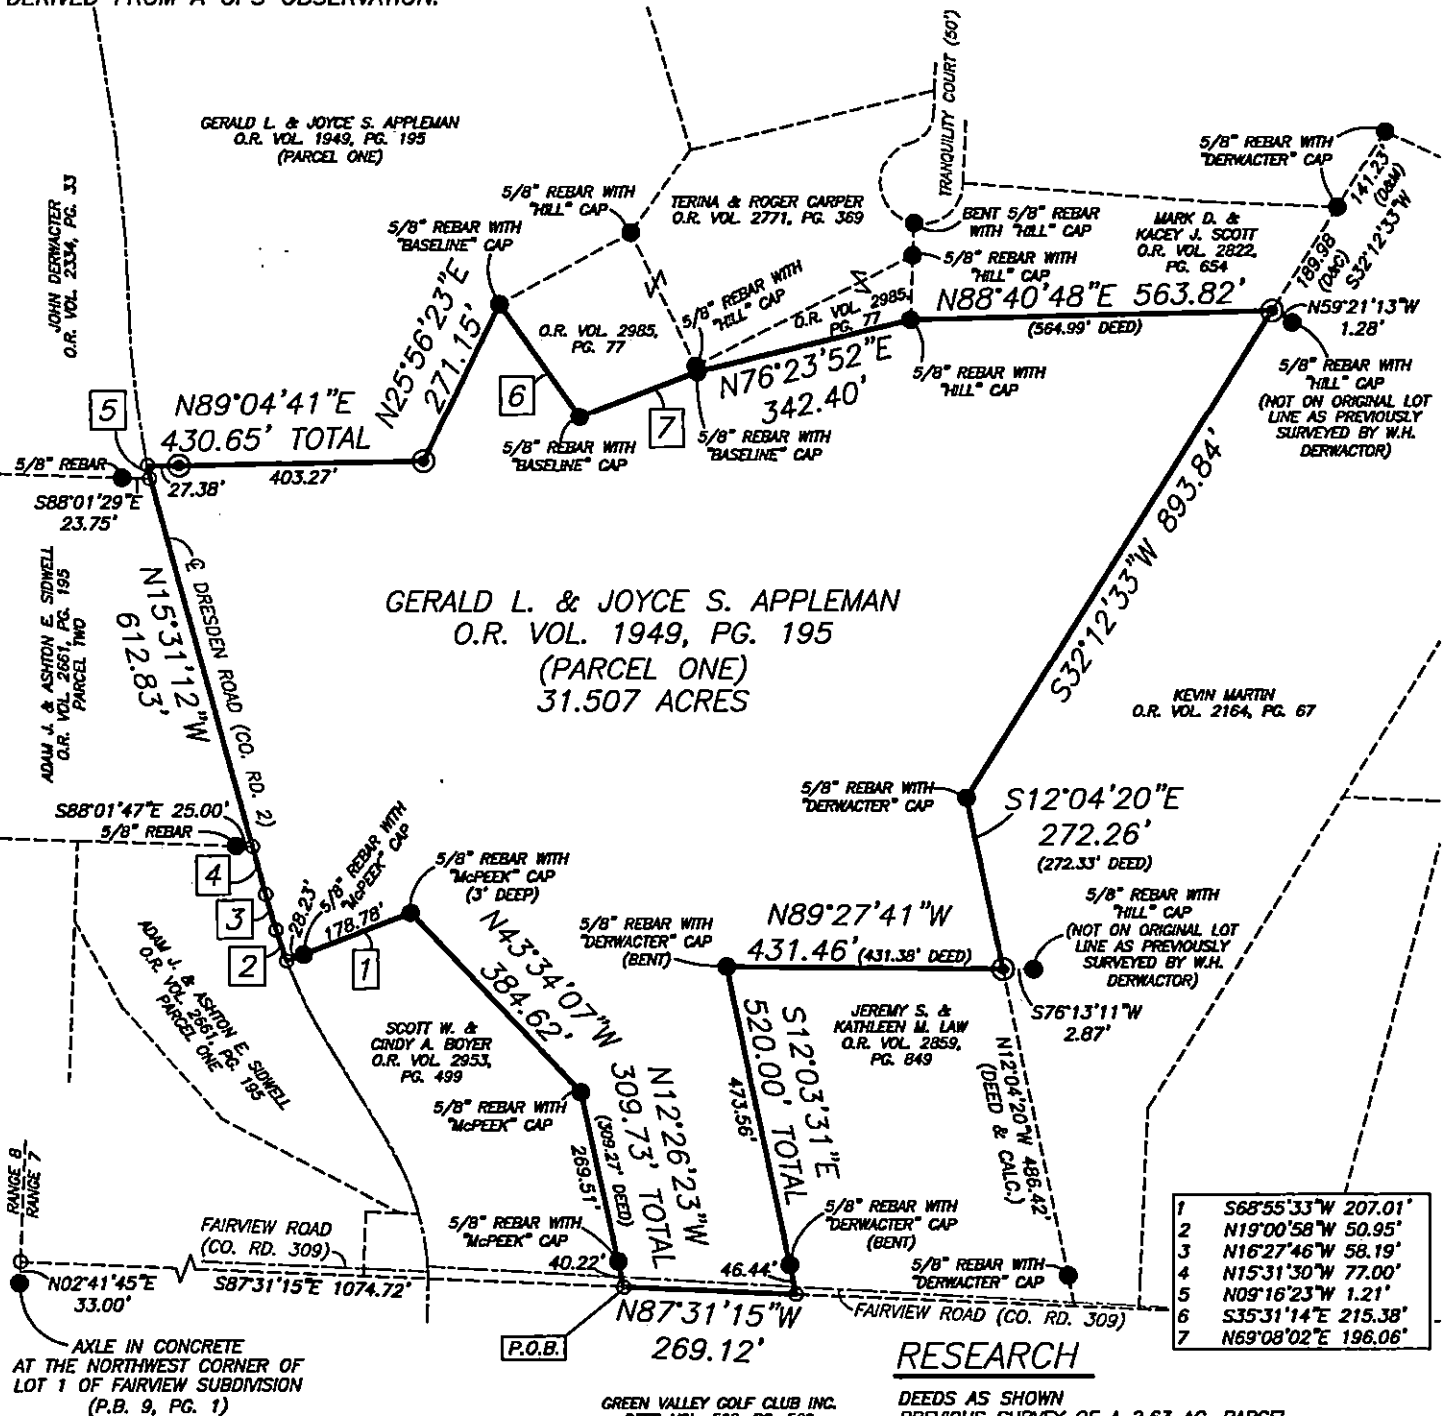 DERIVED FROM A GPS OBSERVATION.
GERALD L. & JOYCE S. APPLEMAN
O.R. VOL. 1949, PG. 195
(PARCEL ONE)
JOHN DERWACTER
O.R. VOL. 2334, PG. 33
5/8" REBAR WITH
"HILL" CAP
TERINA & ROGER CARPER
O.R. VOL. 2771, PG. 369
TRANQUILITY COURT (50')
5/8" REBAR WITH
"DERWACTER" CAP
141.23'
(D&M)
S32°12'33"W
189.98
(D&C)
5/8" REBAR WITH
"BASELINE" CAP
BENT 5/8" REBAR
WITH "HILL" CAP
MARK D. &
KACEY J. SCOTT
O.R. VOL. 2822,
PG. 654
5/8" REBAR WITH
"HILL" CAP
5/8" REBAR WITH
"HILL" CAP
O.R. VOL. 2985,
PG. 77
O.R. VOL. 2985,
PG. 77
N88°40'48"E 563.82'
(564.99' DEED)
N59°21'13"W
1.28'
5/8" REBAR WITH
"HILL" CAP
(NOT ON ORIGINAL LOT
LINE AS PREVIOUSLY
SURVEYED BY W.H.
DERWACTOR)
N25°56'23"E
271.15'
N76°23'52"E
342.40'
5/8" REBAR WITH
"HILL" CAP
5
N89°04'41"E
430.65' TOTAL
6
7
5/8" REBAR WITH
"BASELINE" CAP
5/8" REBAR WITH
"BASELINE" CAP
5/8" REBAR
27.38'
403.27'
S88°01'29"E
23.75'
ADAM J. & ASHTON E. SIDWELL
O.R. VOL. 2661, PG. 195
PARCEL TWO
N15°31'12"W
612.83'
℄ DRESDEN ROAD (CO. RD. 2)
GERALD L. & JOYCE S. APPLEMAN
O.R. VOL. 1949, PG. 195
(PARCEL ONE)
31.507 ACRES
S32°12'33"W 893.84'
KEVIN MARTIN
O.R. VOL. 2164, PG. 67
S88°01'47"E 25.00'
5/8" REBAR
4
3
2
28.23'
5/8" REBAR WITH
"McPEEK" CAP
178.78'
1
5/8" REBAR WITH
"McPEEK" CAP
(3' DEEP)
5/8" REBAR WITH
"DERWACTER" CAP
S12°04'20"E
272.26'
(272.33' DEED)
5/8" REBAR WITH
"DERWACTER" CAP
(BENT)
N89°27'41"W
431.46' (431.38' DEED)
5/8" REBAR WITH
"HILL" CAP
(NOT ON ORIGINAL LOT
LINE AS PREVIOUSLY
SURVEYED BY W.H.
DERWACTOR)
S76°13'11"W
2.87'
ADAM J. & ASHTON E. SIDWELL
O.R. VOL. 2661, PG. 195
PARCEL ONE
N43°34'07"W
384.62'
SCOTT W. &
CINDY A. BOYER
O.R. VOL. 2953,
PG. 499
5/8" REBAR WITH
"McPEEK" CAP
N12°26'23"W
309.73' TOTAL
(309.27' DEED)
269.51'
S12°03'31"E
520.00' TOTAL
473.56'
JEREMY S. &
KATHLEEN M. LAW
O.R. VOL. 2859,
PG. 849
N12°04'20"W 486.42'
(DEED & CALC.)
RANGE 8
RANGE 7
FAIRVIEW ROAD
(CO. RD. 309)
5/8" REBAR WITH
"McPEEK" CAP
40.22'
5/8" REBAR WITH
"DERWACTER" CAP
(BENT)
46.44'
5/8" REBAR WITH
"DERWACTER" CAP
N02°41'45"E
33.00'
S87°31'15"E 1074.72'
N87°31'15"W
269.12'
FAIRVIEW ROAD (CO. RD. 309)
P.O.B.
1 S68°55'33"W 207.01'
2 N19°00'58"W 50.95'
3 N16°27'46"W 58.19'
4 N15°31'30"W 77.00'
5 N09°16'23"W 1.21'
6 S35°31'14"E 215.38'
7 N69°08'02"E 196.06'
AXLE IN CONCRETE
AT THE NORTHWEST CORNER OF
LOT 1 OF FAIRVIEW SUBDIVISION
(P.B. 9, PG. 1)
GREEN VALLEY GOLF CLUB INC.
RESEARCH
DEEDS AS SHOWN
PREVIOUS SURVEY OF A 2.63 AC. PARCEL